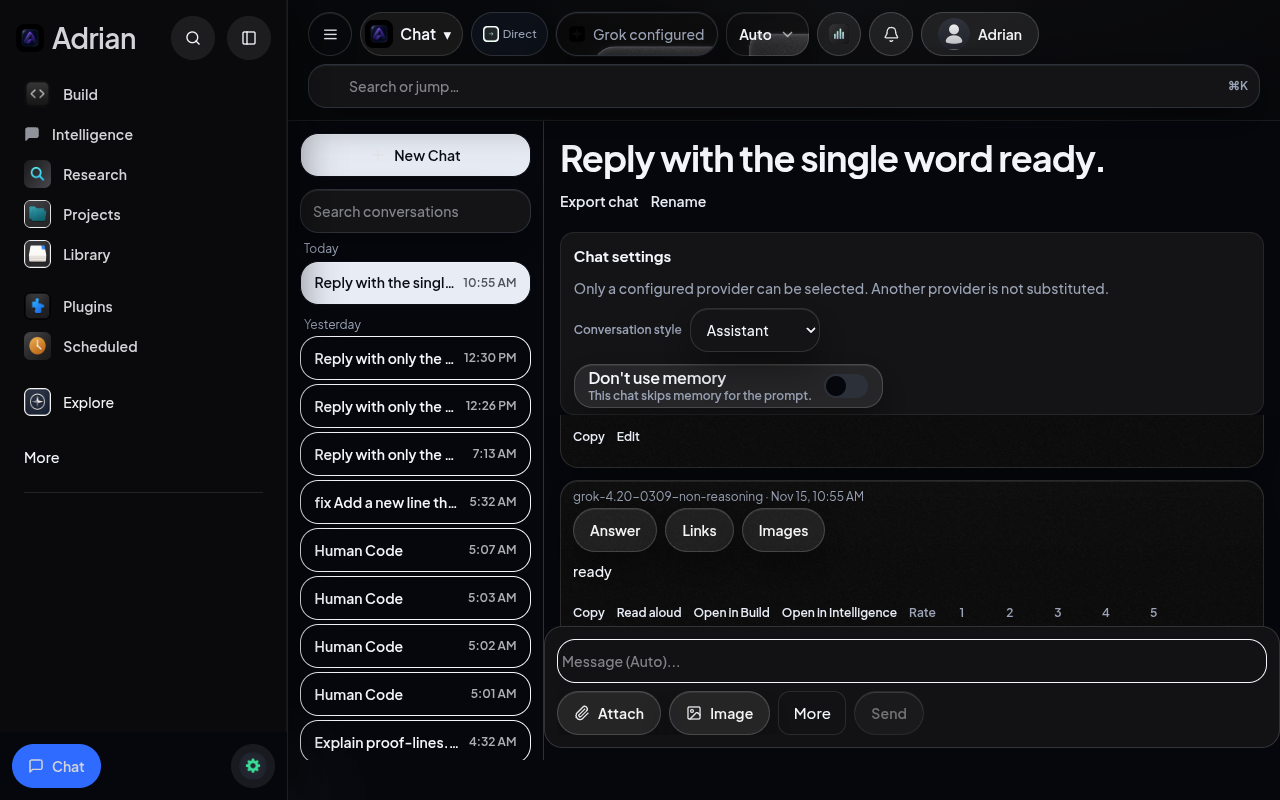 Adrian
Build
Intelligence
Research
Projects
Library
Plugins
Scheduled
Explore
More
Chat
Chat ▾
Direct
Grok configured
Auto
Adrian
Search or jump…
⌘K
New Chat
Search conversations
Today
Reply with the singl… 10:55 AM
Yesterday
Reply with only the … 12:30 PM
Reply with only the … 12:26 PM
Reply with only the … 7:13 AM
fix Add a new line th… 5:32 AM
Human Code 5:07 AM
Human Code 5:03 AM
Human Code 5:02 AM
Human Code 5:01 AM
Explain proof-lines.… 4:32 AM
Reply with the single word ready.
Export chat Rename
Chat settings
Only a configured provider can be selected. Another provider is not substituted.
Conversation style Assistant
Don't use memory
This chat skips memory for the prompt.
Copy Edit
grok-4.20-0309-non-reasoning · Nov 15, 10:55 AM
Answer Links Images
ready
Copy Read aloud Open in Build Open in Intelligence Rate 1 2 3 4 5
Message (Auto)...
Attach Image More Send